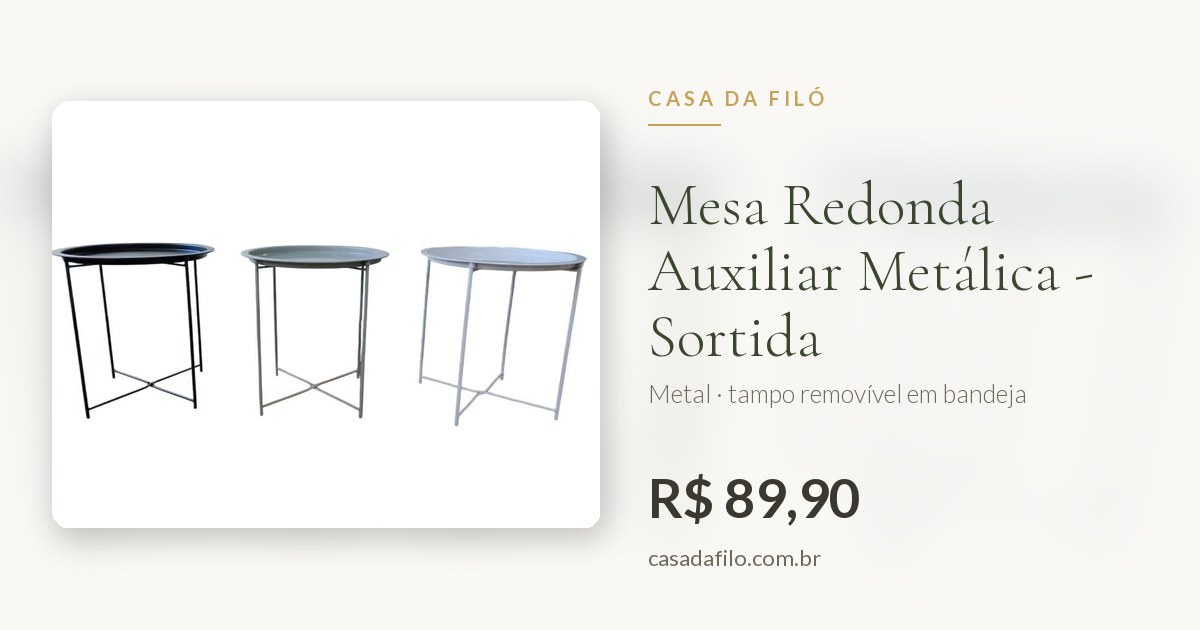 CASA DA FILÓ
Mesa Redonda
Auxiliar Metálica -
Sortida
Metal · tampo removível em bandeja
R$ 89,90
casadafilo.com.br